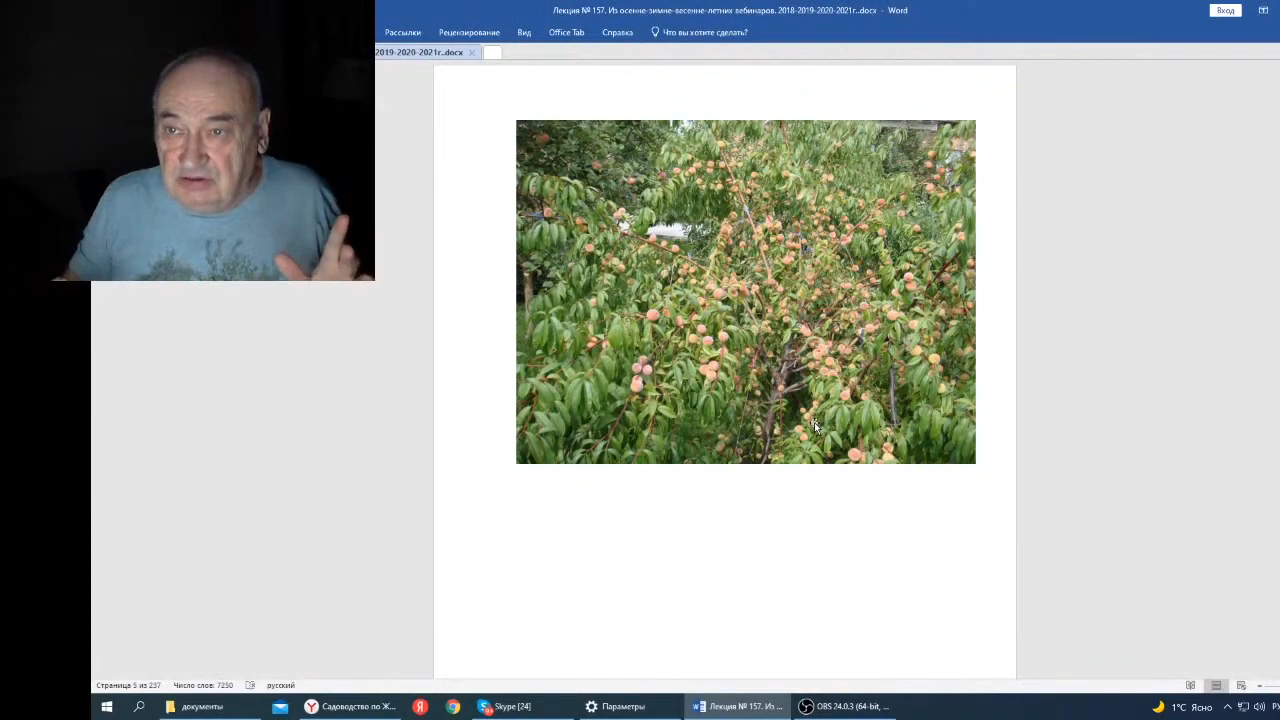 Лекция № 157. Из осенне-зимне-весенне-летних вебинаров. 2018-2019-2020-2021г..docx - Word
Вход
Рассылки Рецензирование Вид Office Tab Справка Что вы хотите сделать?
2019-2020-2021г..docx
Страница 5 из 237 Число слов: 7250 русский
документы Садоводство по Ж... Skype [24] Параметры Лекция № 157. Из ... OBS 24.0.3 (64-bit, ... 1°C Ясно